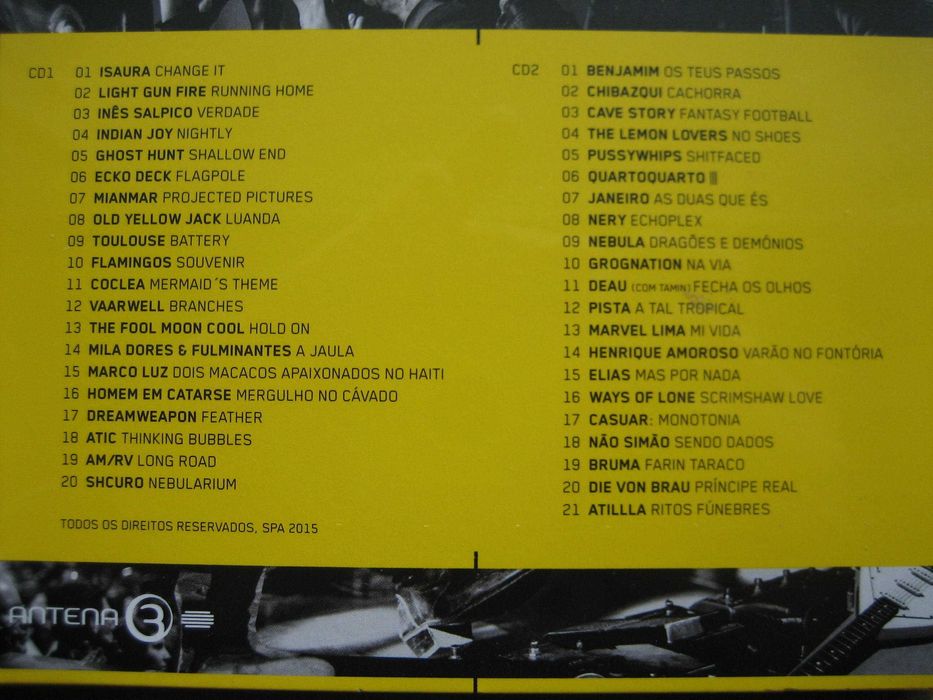 CD1 01 ISAURA CHANGE IT
02 LIGHT GUN FIRE RUNNING HOME
03 INÊS SALPICO VERDADE
04 INDIAN JOY NIGHTLY
05 GHOST HUNT SHALLOW END
06 ECKO DECK FLAGPOLE
07 MIANMAR PROJECTED PICTURES
08 OLD YELLOW JACK LUANDA
09 TOULOUSE BATTERY
10 FLAMINGOS SOUVENIR
11 COCLEA MERMAID´S THEME
12 VAARWELL BRANCHES
13 THE FOOL MOON COOL HOLD ON
14 MILA DORES & FULMINANTES A JAULA
15 MARCO LUZ DOIS MACACOS APAIXONADOS NO HAITI
16 HOMEM EM CATARSE MERGULHO NO CÁVADO
17 DREAMWEAPON FEATHER
18 ATIC THINKING BUBBLES
19 AM/RV LONG ROAD
20 SHCURO NEBULARIUM
TODOS OS DIREITOS RESERVADOS, SPA 2015
CD2 01 BENJAMIM OS TEUS PASSOS
02 CHIBAZQUI CACHORRA
03 CAVE STORY FANTASY FOOTBALL
04 THE LEMON LOVERS NO SHOES
05 PUSSYWHIPS SHITFACED
06 QUARTOQUARTO |||
07 JANEIRO AS DUAS QUE ÉS
08 NERY ECHOPLEX
09 NEBULA DRAGÕES E DEMÓNIOS
10 GROGNATION NA VIA
11 DEAU (COM TAMIN) FECHA OS OLHOS
12 PISTA A TAL TROPICAL
13 MARVEL LIMA MI VIDA
14 HENRIQUE AMOROSO VARÃO NO FONTÓRIA
15 ELIAS MAS POR NADA
16 WAYS OF LONE SCRIMSHAW LOVE
17 CASUAR: MONOTONIA
18 NÃO SIMÃO SENDO DADOS
19 BRUMA FARIN TARACO
20 DIE VON BRAU PRÍNCIPE REAL
21 ATILLLA RITOS FÚNEBRES
ANTENA 3